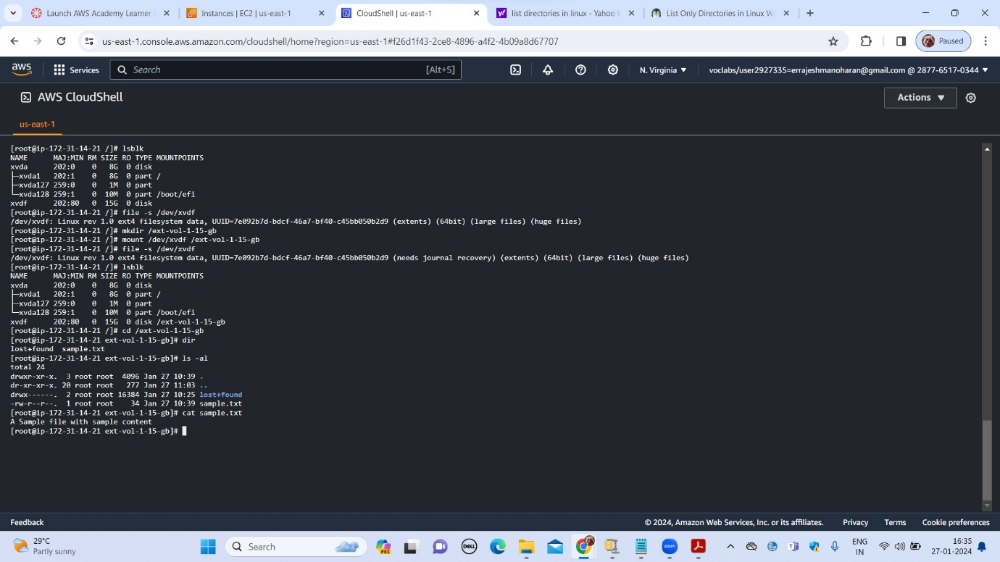 Launch AWS Academy Learner
Instances | EC2 | us-east-1
CloudShell | us-east-1
list directories in linux - Yahoo I
List Only Directories in Linux W
us-east-1.console.aws.amazon.com/cloudshell/home?region=us-east-1#f26d1f43-2ce8-4896-a4f2-4b09a8d67707
Paused
aws
Services
Search
[Alt+S]
N. Virginia
voclabs/user2927335=errajeshmanoharan@gmail.com @ 2877-6517-0344
AWS CloudShell
Actions
us-east-1
[root@ip-172-31-14-21 /]# lsblk
NAME MAJ:MIN RM SIZE RO TYPE MOUNTPOINTS
xvda 202:0 0 8G 0 disk
├─xvda1 202:1 0 8G 0 part /
├─xvda127 259:0 0 1M 0 part
└─xvda128 259:1 0 10M 0 part /boot/efi
xvdf 202:80 0 15G 0 disk
[root@ip-172-31-14-21 /]# file -s /dev/xvdf
/dev/xvdf: Linux rev 1.0 ext4 filesystem data, UUID=7e092b7d-bdcf-46a7-bf40-c45bb050b2d9 (extents) (64bit) (large files) (huge files)
[root@ip-172-31-14-21 /]# mkdir /ext-vol-1-15-gb
[root@ip-172-31-14-21 /]# mount /dev/xvdf /ext-vol-1-15-gb
[root@ip-172-31-14-21 /]# file -s /dev/xvdf
/dev/xvdf: Linux rev 1.0 ext4 filesystem data, UUID=7e092b7d-bdcf-46a7-bf40-c45bb050b2d9 (needs journal recovery) (extents) (64bit) (large files) (huge files)
[root@ip-172-31-14-21 /]# lsblk
NAME MAJ:MIN RM SIZE RO TYPE MOUNTPOINTS
xvda 202:0 0 8G 0 disk
├─xvda1 202:1 0 8G 0 part /
├─xvda127 259:0 0 1M 0 part
└─xvda128 259:1 0 10M 0 part /boot/efi
xvdf 202:80 0 15G 0 disk /ext-vol-1-15-gb
[root@ip-172-31-14-21 /]# cd /ext-vol-1-15-gb
[root@ip-172-31-14-21 ext-vol-1-15-gb]# dir
lost+found sample.txt
[root@ip-172-31-14-21 ext-vol-1-15-gb]# ls -al
total 24
drwxr-xr-x. 3 root root 4096 Jan 27 10:39 .
dr-xr-xr-x. 20 root root 277 Jan 27 11:03 ..
drwx------. 2 root root 16384 Jan 27 10:25 lost+found
-rw-r--r--. 1 root root 34 Jan 27 10:39 sample.txt
[root@ip-172-31-14-21 ext-vol-1-15-gb]# cat sample.txt
A Sample file with sample content
[root@ip-172-31-14-21 ext-vol-1-15-gb]#
Feedback
© 2024, Amazon Web Services, Inc. or its affiliates.
Privacy
Terms
Cookie preferences
29°C
Partly sunny
Search
PRE
DELL
zoom
ENG
IN
16:35
27-01-2024